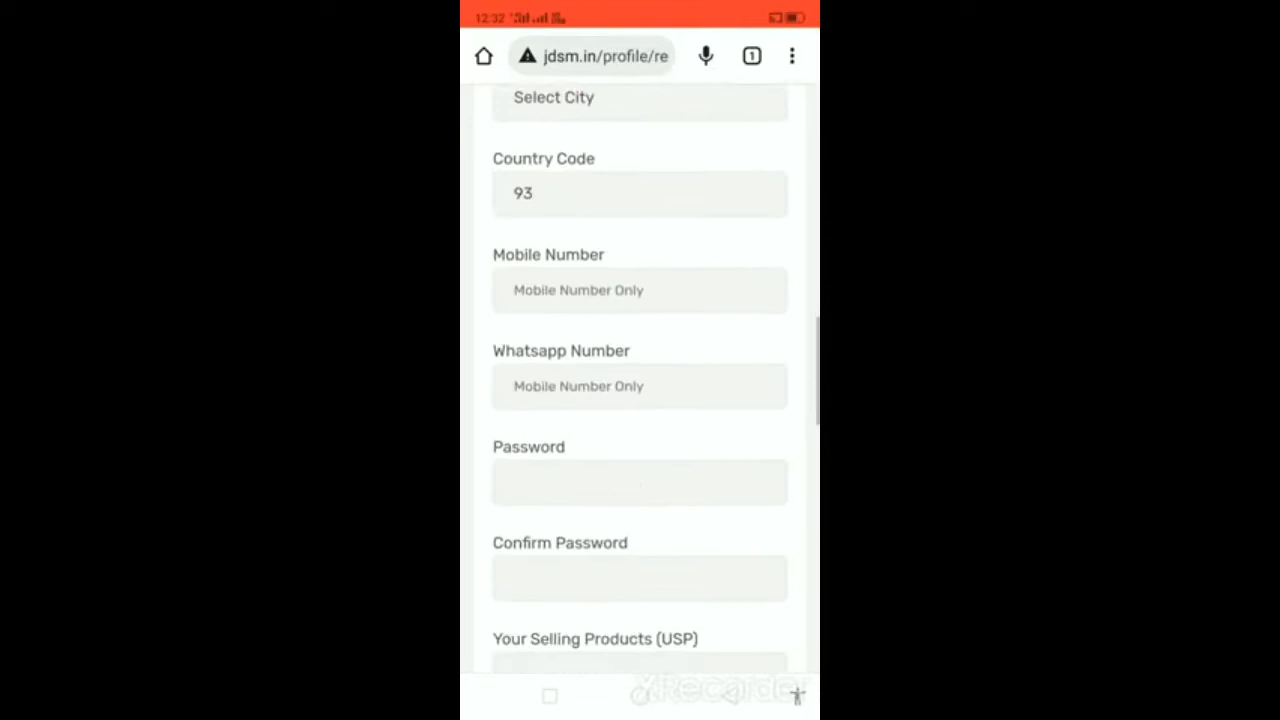 12:32
jdsm.in/profile/re
1
Select City
Country Code
93
Mobile Number
Mobile Number Only
Whatsapp Number
Mobile Number Only
Password
Confirm Password
Your Selling Products (USP)
XRecorder